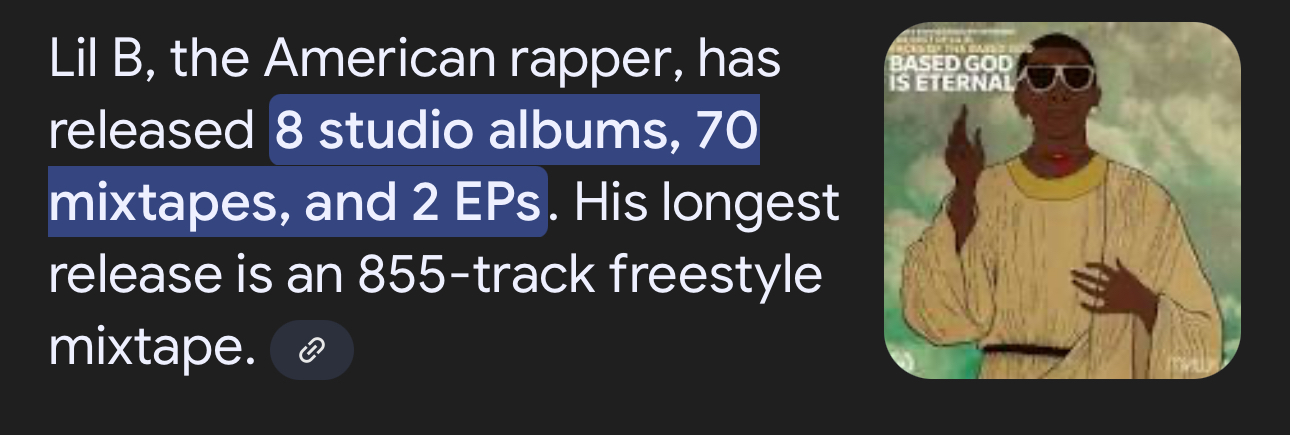 Lil B, the American rapper, has
released 8 studio albums, 70
mixtapes, and 2 EPs. His longest
release is an 855-track freestyle
mixtape.
BASED GOD
IS ETERNAL